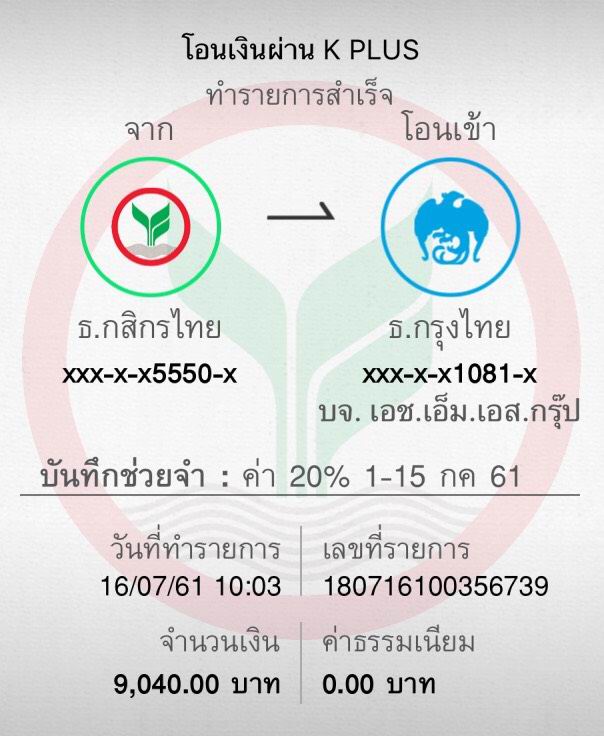 โอนเงินผ่าน K PLUS
ทำรายการสำเร็จ
จาก
โอนเข้า
ธ.กสิกรไทย
ธ.กรุงไทย
xxx-x-x5550-x
xxx-x-x1081-x
บจ. เอช.เอ็ม.เอส.กรุ๊ป
บันทึกช่วยจำ : ค่า 20% 1-15 กค 61
วันที่ทำรายการ
เลขที่รายการ
16/07/61 10:03
180716100356739
จำนวนเงิน
ค่าธรรมเนียม
9,040.00 บาท
0.00 บาท